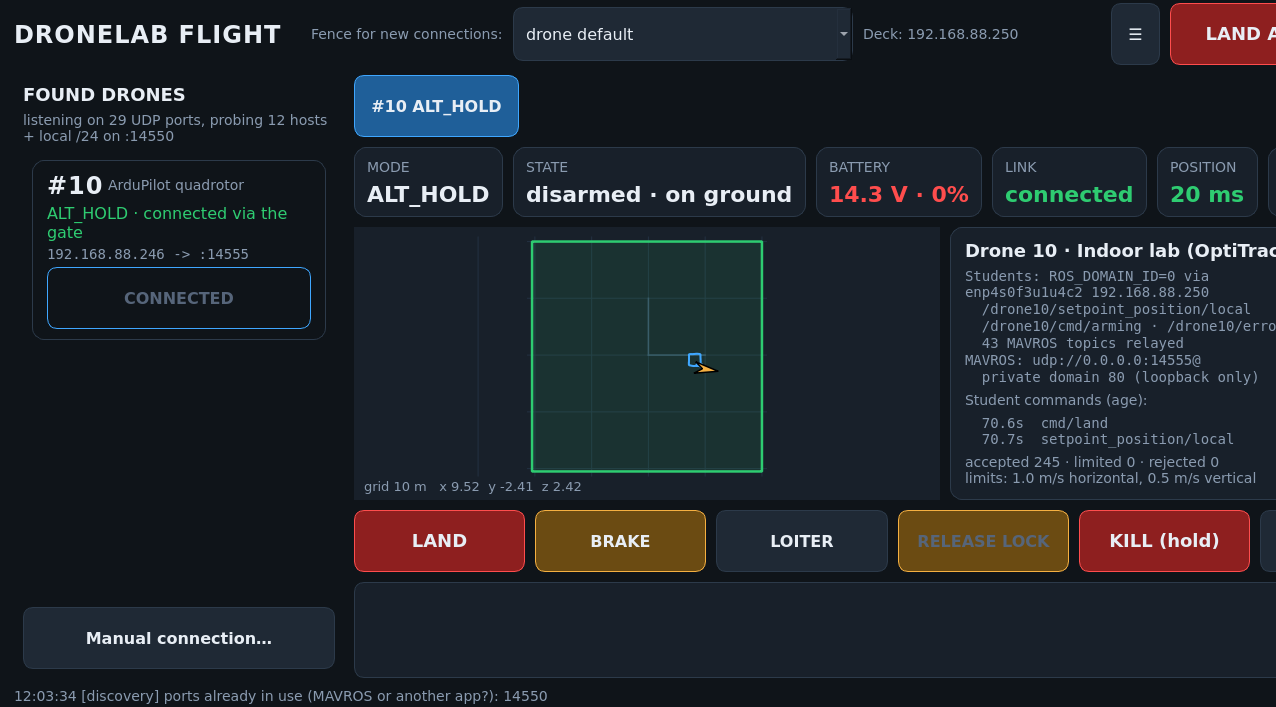 DRONELAB FLIGHT
Fence for new connections:
drone default
Deck: 192.168.88.250
☰
LAND A
FOUND DRONES
listening on 29 UDP ports, probing 12 hosts
+ local /24 on :14550
#10 ArduPilot quadrotor
ALT_HOLD · connected via the
gate
192.168.88.246 -> :14555
CONNECTED
Manual connection…
#10 ALT_HOLD
MODE
ALT_HOLD
STATE
disarmed · on ground
BATTERY
14.3 V · 0%
LINK
connected
POSITION
20 ms
grid 10 m   x 9.52  y -2.41  z 2.42
Drone 10 · Indoor lab (OptiTrac
Students: ROS_DOMAIN_ID=0 via
enp4s0f3u1u4c2 192.168.88.250
/drone10/setpoint_position/local
/drone10/cmd/arming · /drone10/erro
43 MAVROS topics relayed
MAVROS: udp://0.0.0.0:14555@
private domain 80 (loopback only)
Student commands (age):
70.6s  cmd/land
70.7s  setpoint_position/local
accepted 245 · limited 0 · rejected 0
limits: 1.0 m/s horizontal, 0.5 m/s vertical
LAND
BRAKE
LOITER
RELEASE LOCK
KILL (hold)
12:03:34 [discovery] ports already in use (MAVROS or another app?): 14550